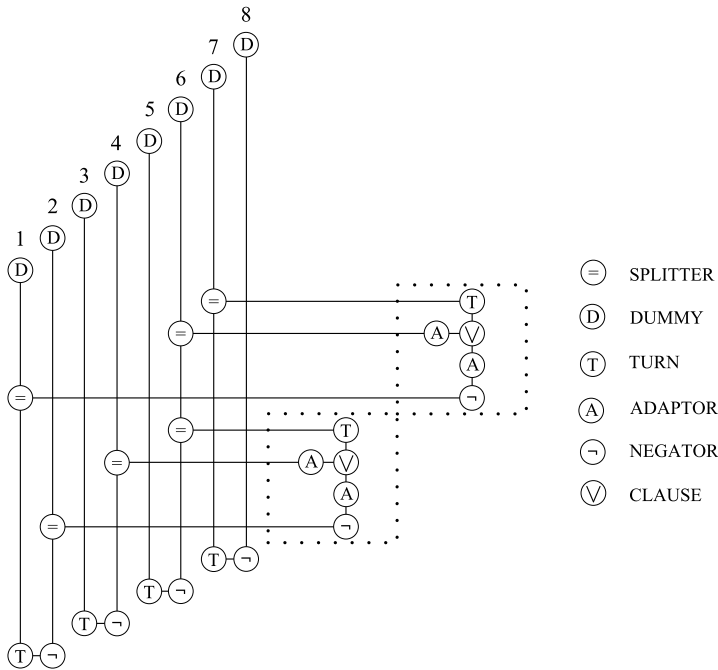 8
D
7
D
6
D
5
D
4
D
3
D
2
D
1
D
= T = SPLITTER
= A ⋁ D DUMMY
A T TURN
= ¬ A ADAPTOR
= T ¬ NEGATOR
= A ⋁ ⋁ CLAUSE
A
= ¬
T ¬
T ¬
T ¬
T ¬